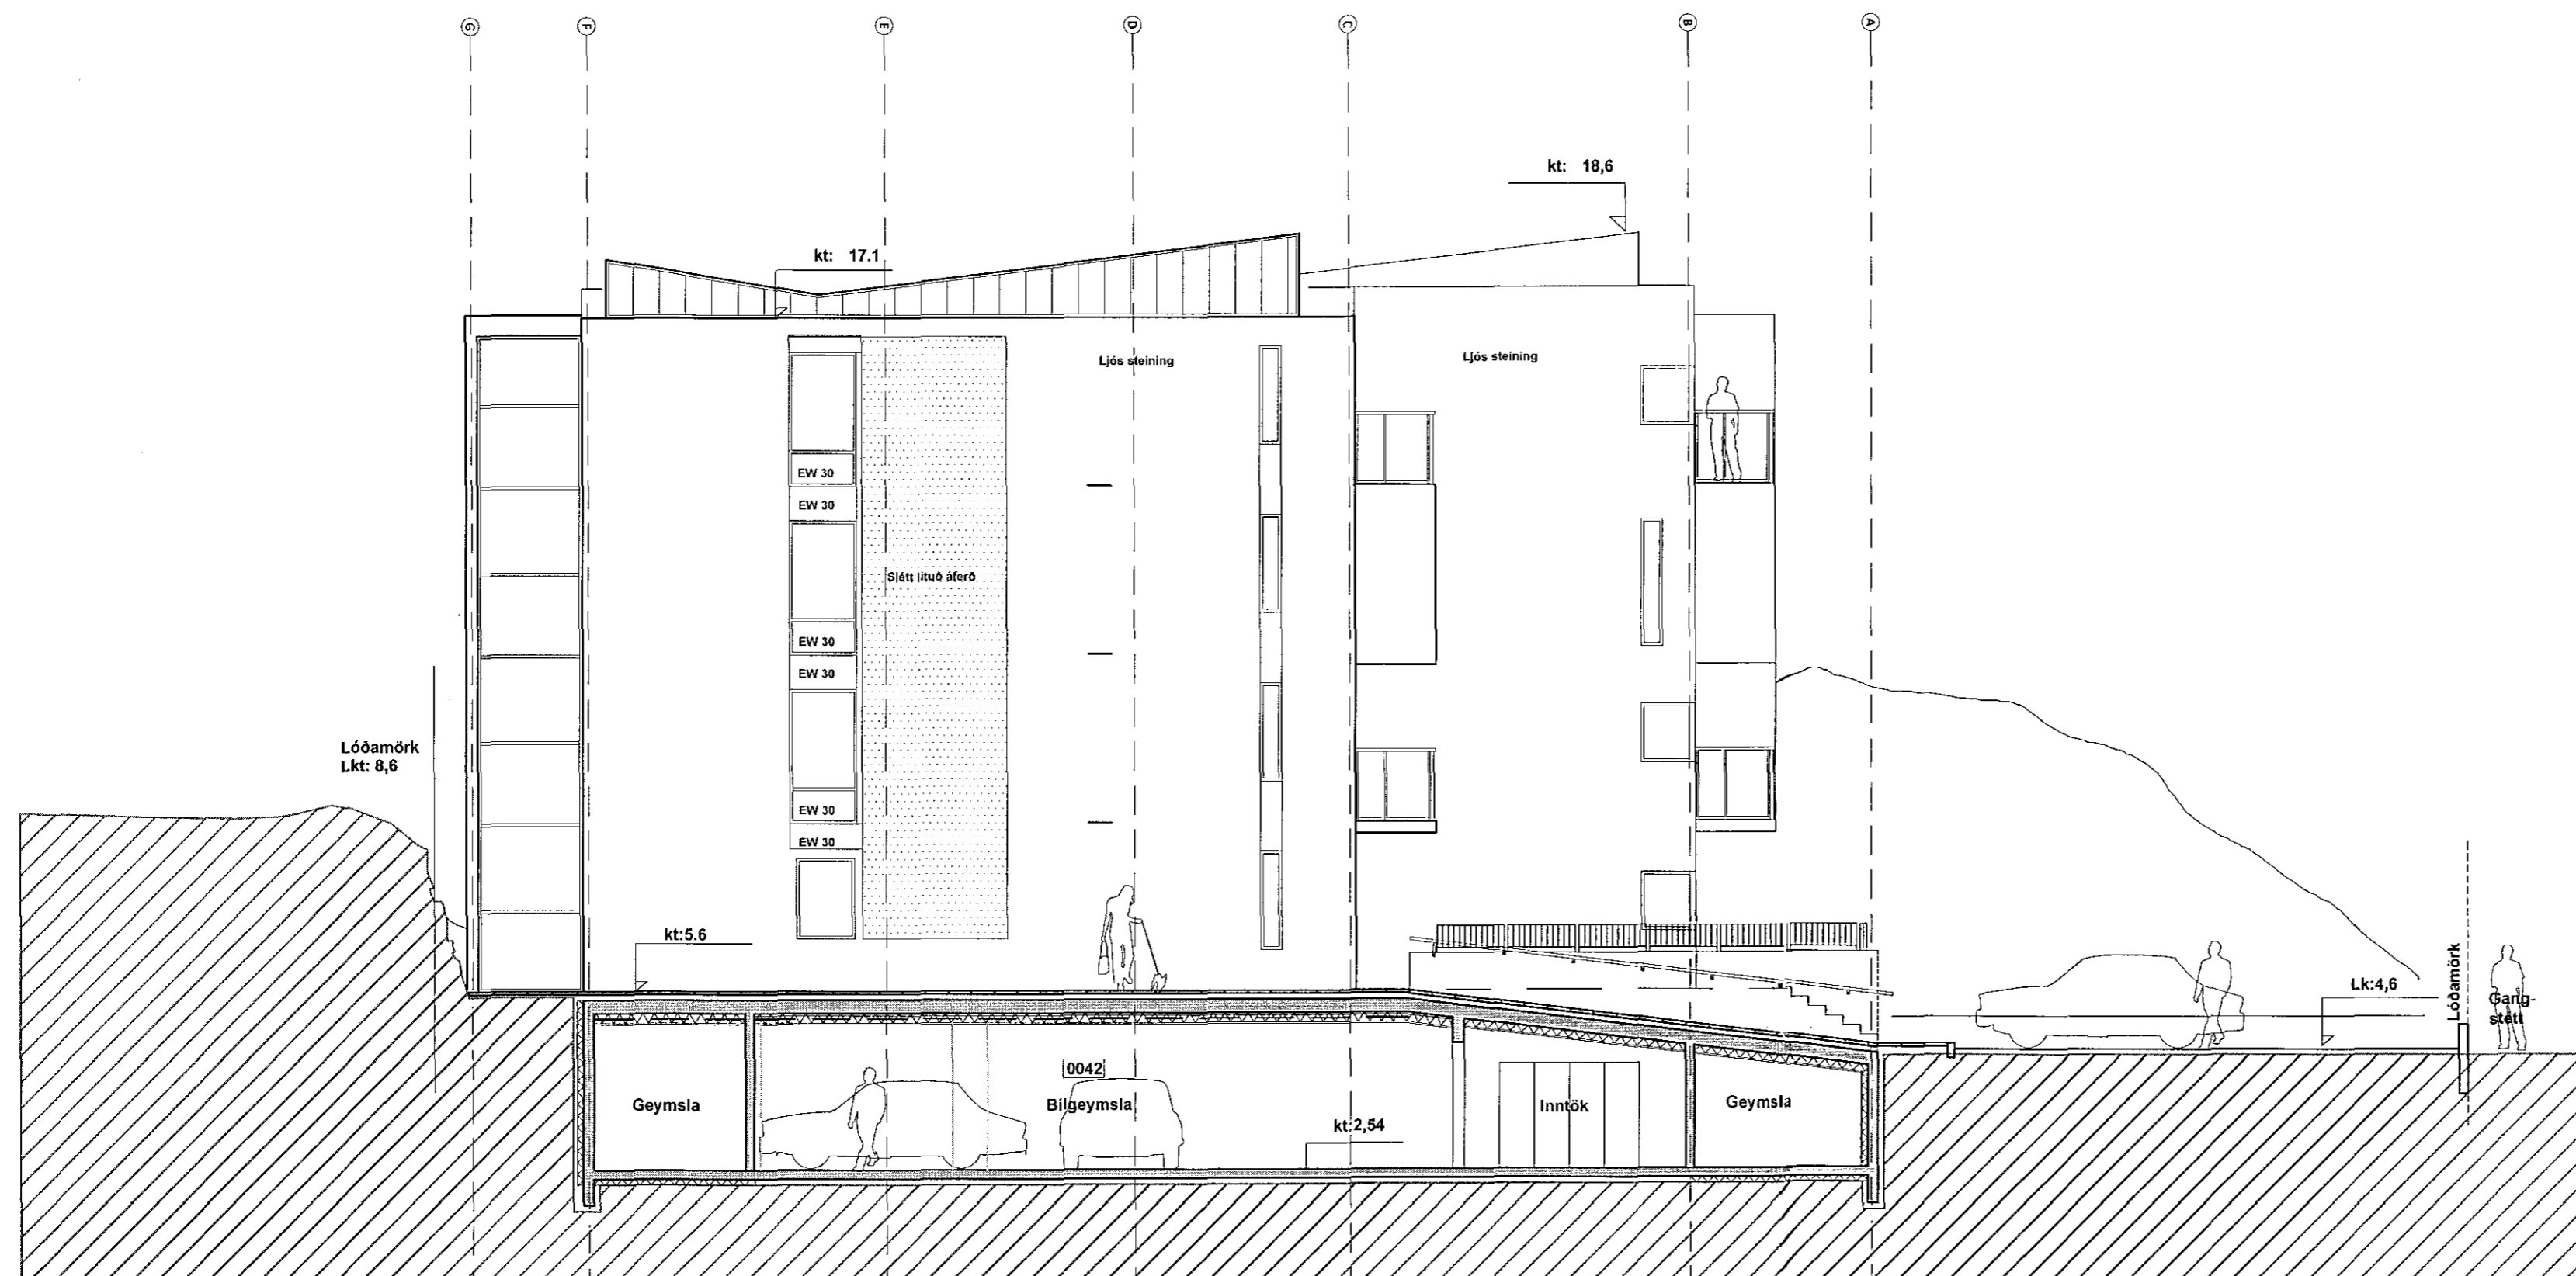 G
F
E
D
C
B
A
kt: 18,6
kt: 17.1
Ljós steining
Ljós steining
EW 30
EW 30
Slétt lituð áferð
EW 30
EW 30
Lóðamörk
Lkt: 8,6
EW 30
EW 30
kt:5.6
Lóðamörk
Lk:4,6
Gang-
stétt
0042
Geymsla
Bílgeymsla
Inntök
Geymsla
kt:2,54